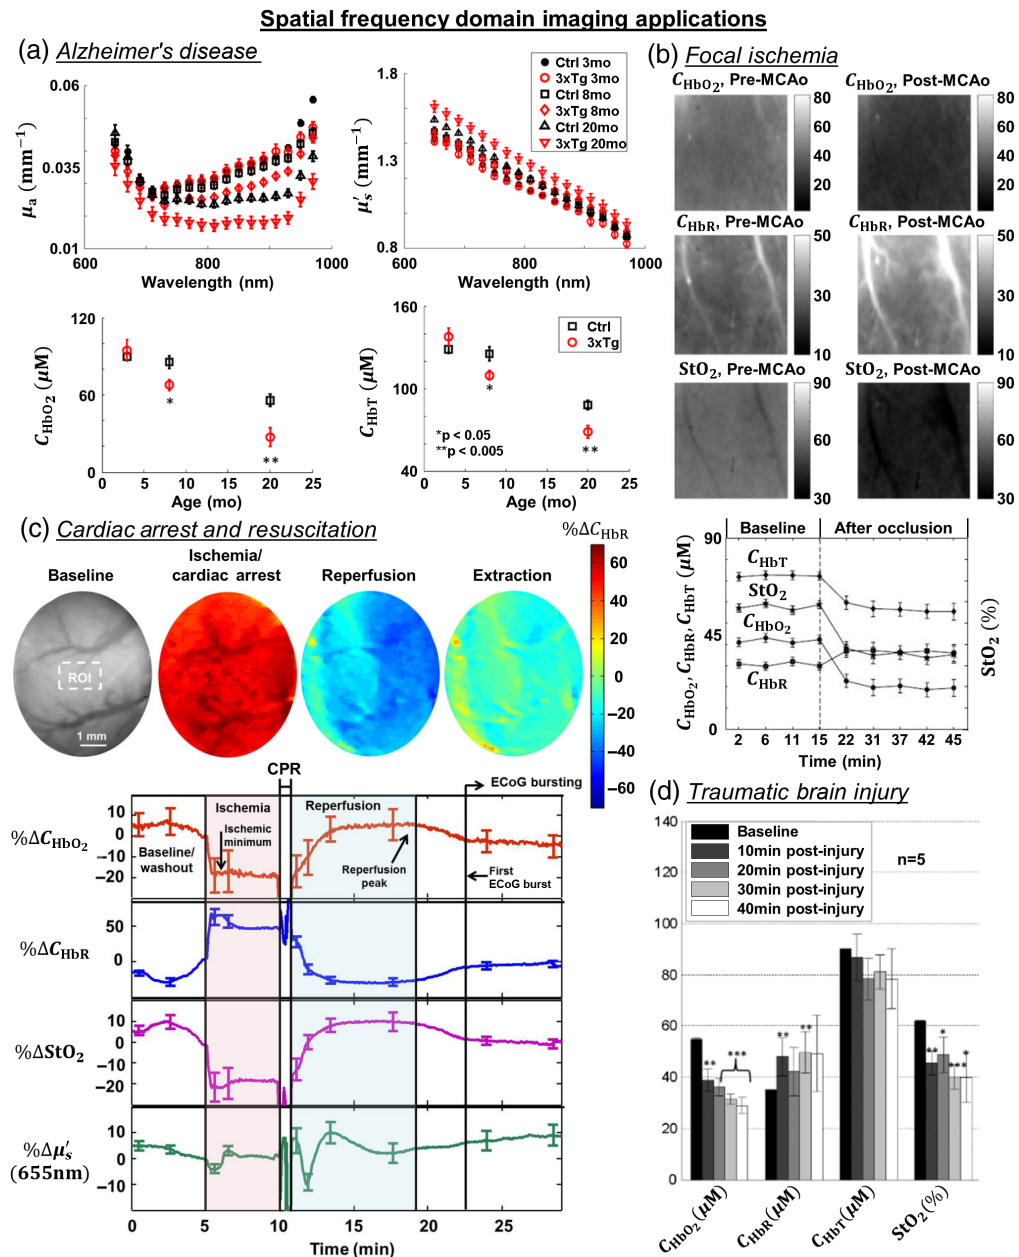 Spatial frequency domain imaging applications
(a) Alzheimer's disease
0.06
0.035
0.01
μa (mm−1)
600 800 1000
Wavelength (nm)
1.8
1.3
0.8
μ′s (mm−1)
600 800 1000
Wavelength (nm)
Ctrl 3mo
3xTg 3mo
Ctrl 8mo
3xTg 8mo
Ctrl 20mo
3xTg 20mo
120
60
0
CHbO2 (μM)
*
**
0 5 10 15 20 25
Age (mo)
160
100
40
CHbT (μM)
Ctrl
3xTg
*
**
*p < 0.05
**p < 0.005
0 5 10 15 20 25
Age (mo)
(b) Focal ischemia
CHbO2, Pre-MCAo
80
60
40
20
CHbO2, Post-MCAo
80
60
40
20
CHbR, Pre-MCAo
50
30
10
CHbR, Post-MCAo
50
30
10
StO2, Pre-MCAo
90
60
30
StO2, Post-MCAo
90
60
30
Baseline After occlusion
90
45
0
CHbO2, CHbR, CHbT (μM)
StO2 (%)
CHbT
StO2
CHbO2
CHbR
2 6 11 15 22 31 37 42 45
Time (min)
(c) Cardiac arrest and resuscitation
%ΔCHbR
Baseline
Ischemia/
cardiac arrest
Reperfusion
Extraction
ROI
1 mm
60
40
20
0
−20
−40
−60
CPR
ECoG bursting
%ΔCHbO2
10
0
−10
−20
Baseline/
washout
Ischemia
Ischemic
minimum
Reperfusion
Reperfusion
peak
First
ECoG burst
%ΔCHbR
50
0
%ΔStO2
10
0
−10
−20
%Δμ′s
(655nm)
10
0
−10
0 5 10 15 20 25
Time (min)
(d) Traumatic brain injury
140
120
100
80
60
40
20
0
Baseline
10min post-injury
20min post-injury
30min post-injury
40min post-injury
n=5
**
***
**
**
**
*
***
*
CHbO2(μM)
CHbR(μM)
CHbT(μM)
StO2(%)